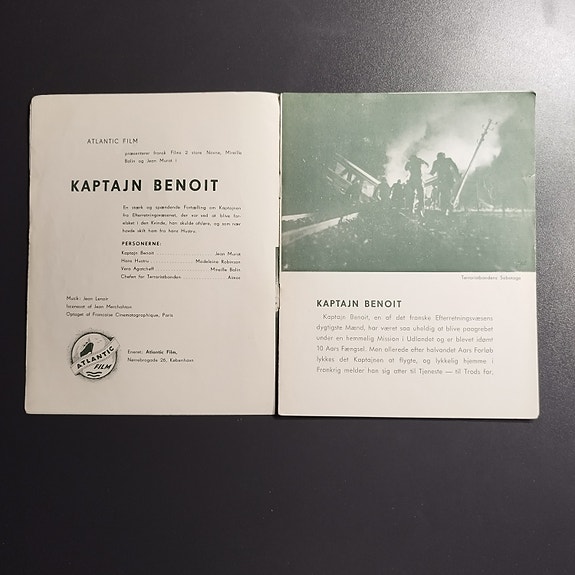 ATLANTIC FILM
præsenterer fransk Films 2 store Navne, Mireille
Balin og Jean Murat i
KAPTAJN BENOIT
En stærk og spændende Fortælling om Kaptajnen
fra Efterretningsvæsenet, der var ved at blive for-
elsket i den Kvinde, han skulde afsløre, og som nær
havde skilt ham fra hans Hustru.
PERSONERNE:
Kaptajn Benoit . . . . . . . . . . . . . . . . Jean Murat
Hans Hustru . . . . . . . . . . . . Madeleine Robinson
Vera Agatcheff . . . . . . . . . . . . . . Mireille Balin
Chefen for Terroristbanden . . . . . . . . . . Aimos
Musik: Jean Lenoir
Iscenesat af Jean
Optaget af Francaise Cinematographique, Paris
ATLANTIC
FILM
Eneret: Atlantic Film,
Nørrebrogade 26, København
Terroristbandens Sabotage
KAPTAJN BENOIT
Kaptajn Benoit, en af det franske Efterretningsvæsens
dygtigste Mænd, har været saa uheldig at blive paagrebet
under en hemmelig Mission i Udlandet og er blevet idømt
10 Aars Fængsel. Men allerede efter halvandet Aars Forløb
lykkes det Kaptajnen at flygte, og lykkelig hjemme i
Frankrig melder han sig atter til Tjeneste — til Trods for,